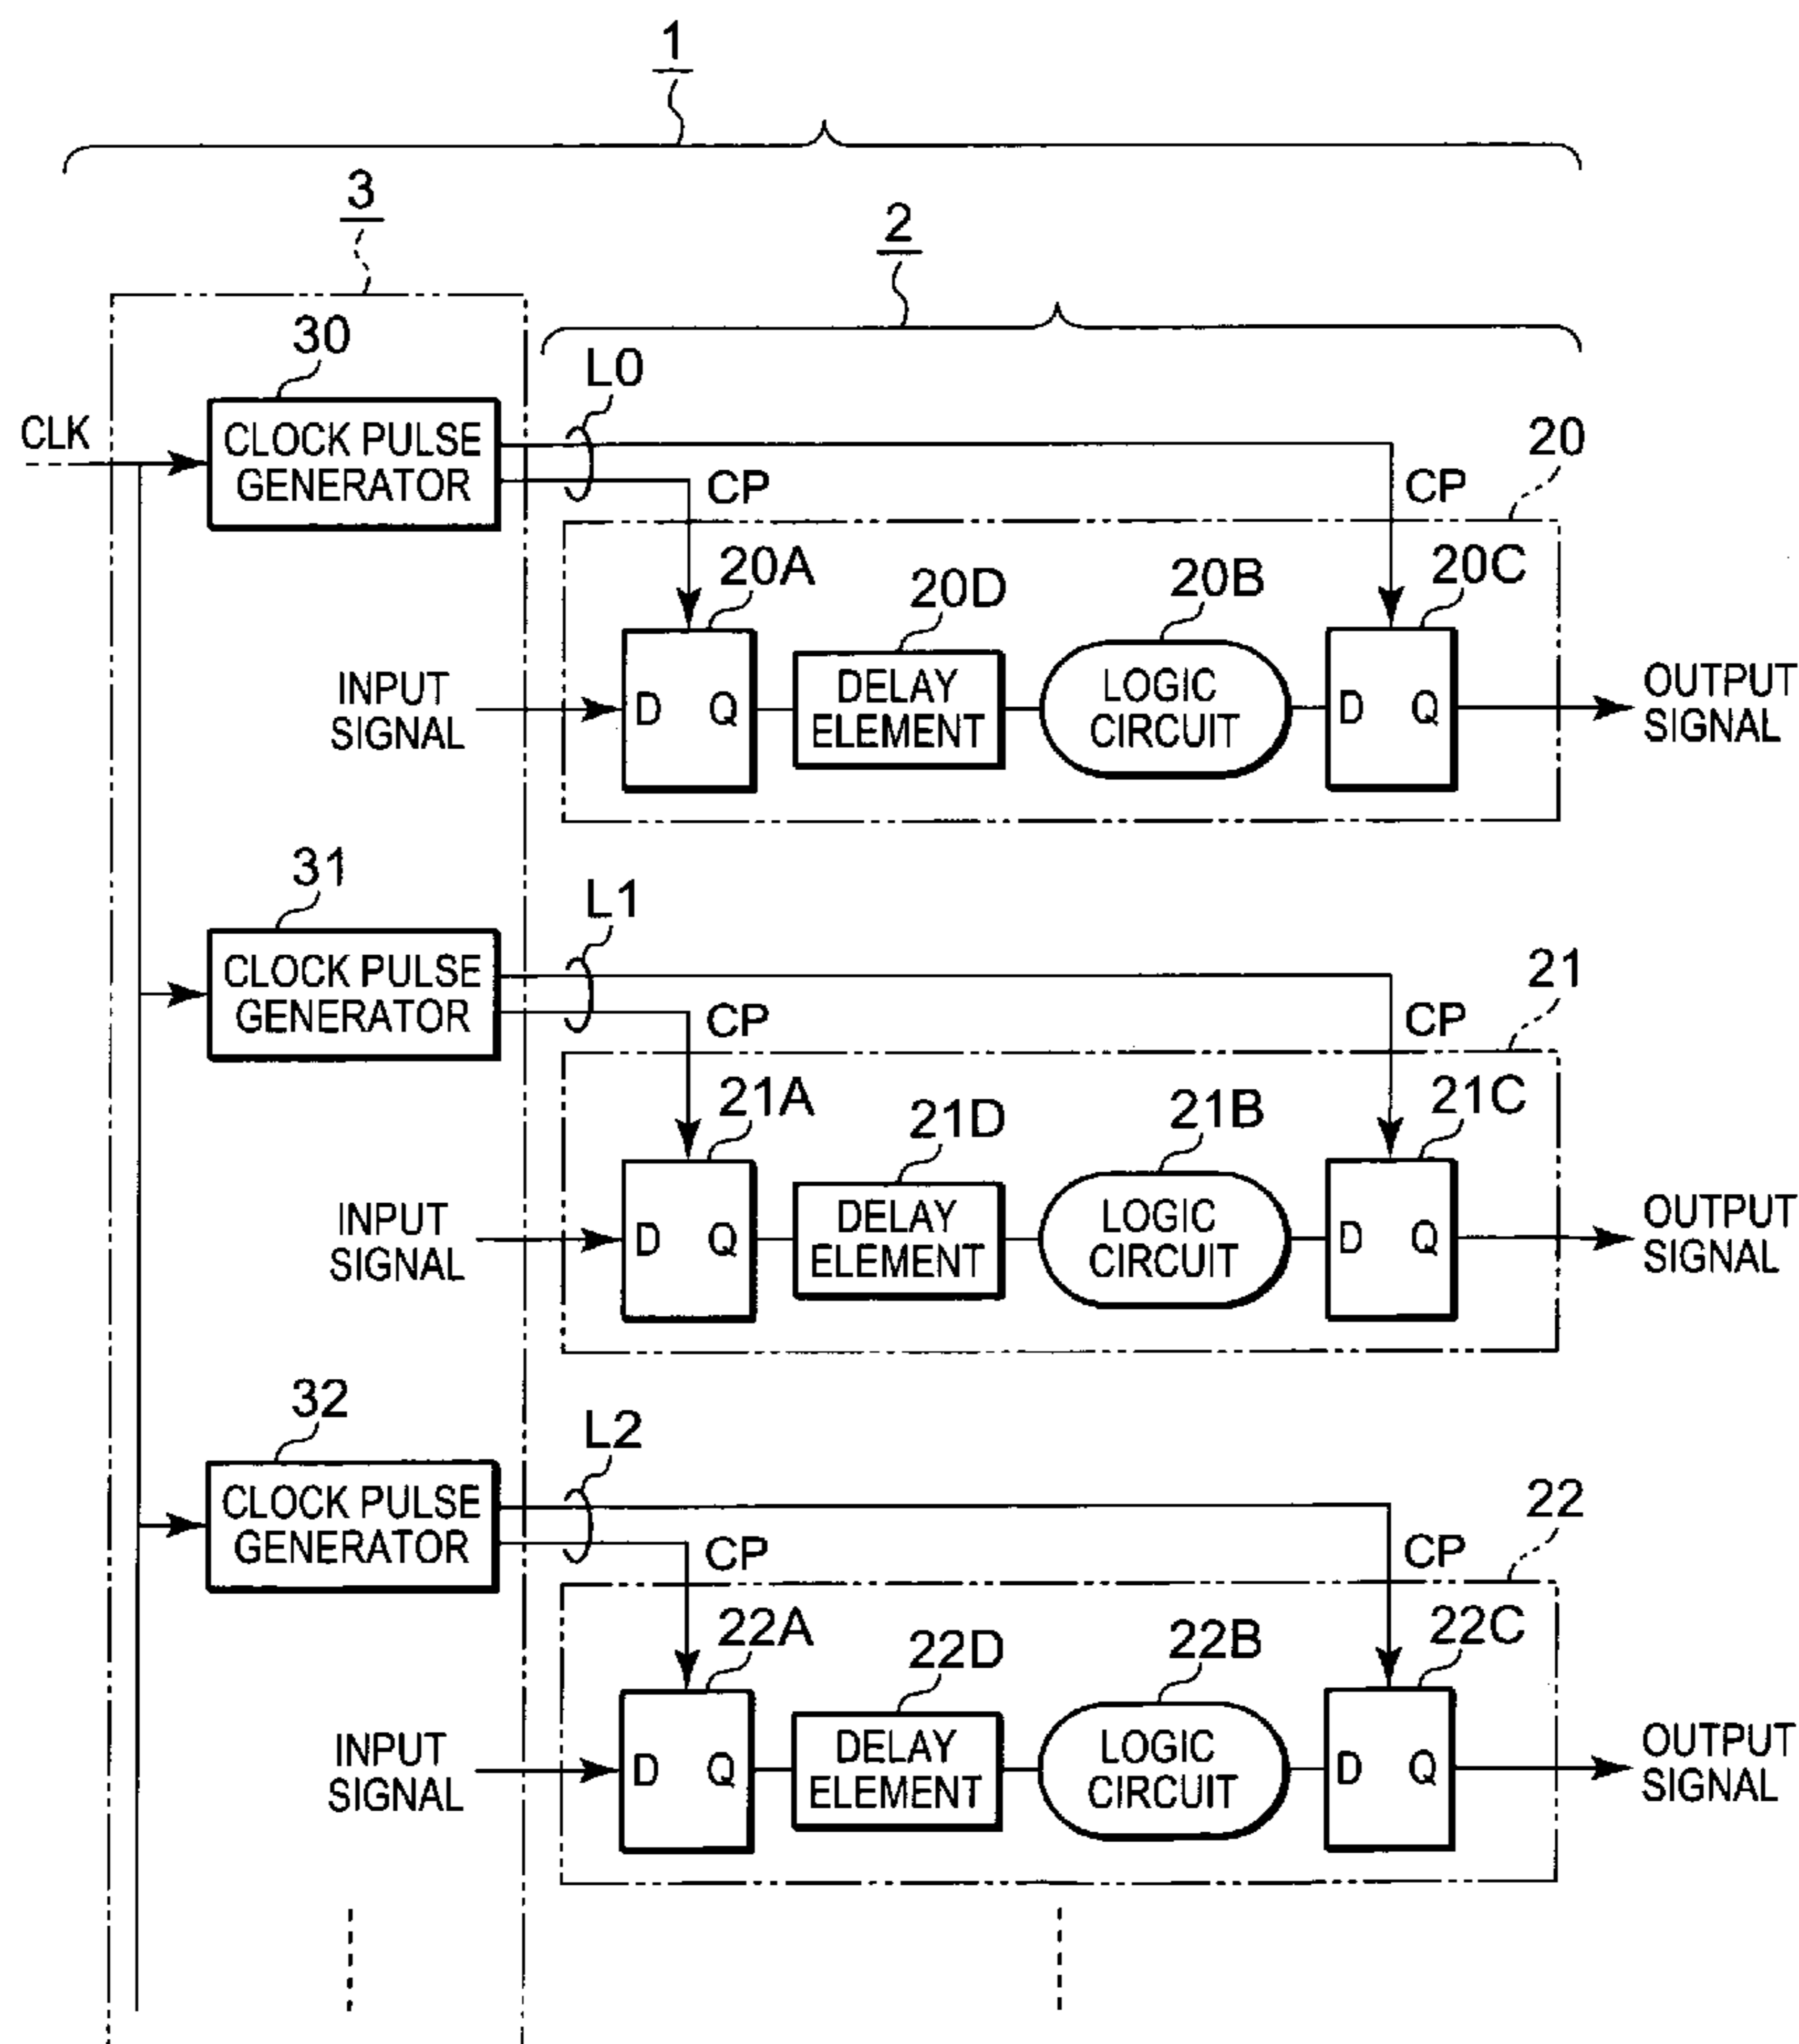 1
3
2
30
L0
CLK
CLOCK PULSE
GENERATOR
CP
CP
20
20A
20D
20B
20C
INPUT
SIGNAL
D
Q
DELAY
ELEMENT
LOGIC
CIRCUIT
D
Q
OUTPUT
SIGNAL
31
L1
CLOCK PULSE
GENERATOR
CP
CP
21
21A
21D
21B
21C
INPUT
SIGNAL
D
Q
DELAY
ELEMENT
LOGIC
CIRCUIT
D
Q
OUTPUT
SIGNAL
32
L2
CLOCK PULSE
GENERATOR
CP
CP
22
22A
22D
22B
22C
INPUT
SIGNAL
D
Q
DELAY
ELEMENT
LOGIC
CIRCUIT
D
Q
OUTPUT
SIGNAL